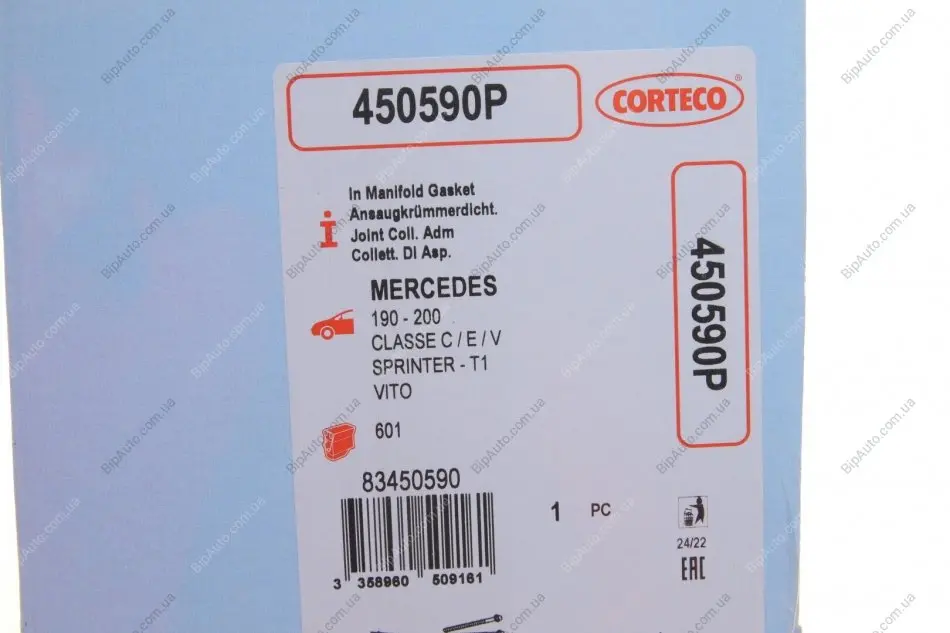 450590P
CORTECO®
In Manifold Gasket
Ansaugkrümmerdicht.
Joint Coll. Adm
Collett. Di Asp.
MERCEDES
190 - 200
CLASSE C / E / V
SPRINTER - T1
VITO
601
450590P
83450590
1 PC
3 358960 509161
24/22
EAC
BipAuto.com.ua